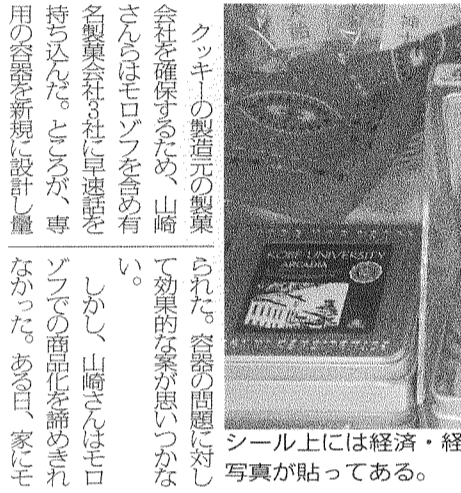 クッキーの製造元の製菓
会社を確保するため、山崎
さんらはモロゾフを含め有
名製菓会社3社に早速話を
持ち込んだ。ところが、専
用の容器を新規に設計し量
られた。容器の問題に対し
て効果的な案が思いつかな
い。
しかし、山崎さんはモロ
ゾフでの商品化を諦めきれ
なかった。ある日、家にモ
KOBE UNIVERSITY
ARCADIA
シール上には経済・経
写真が貼ってある。